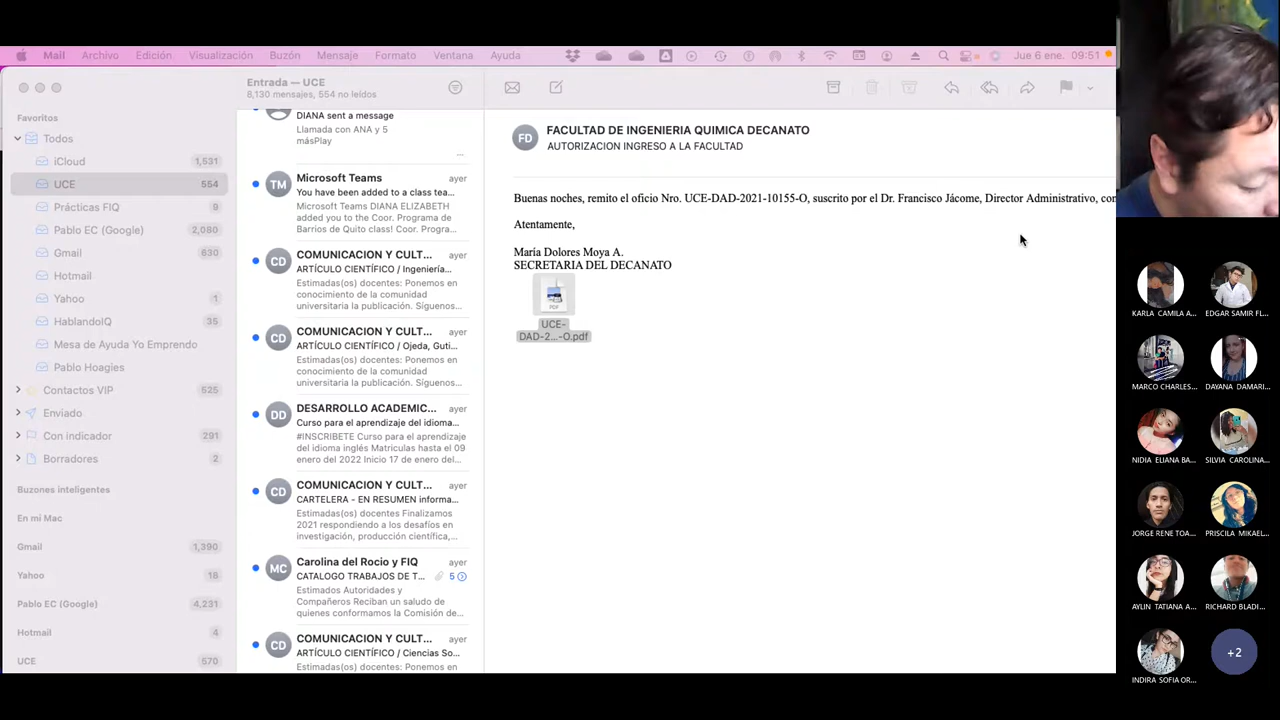 Mail Archivo Edición Visualización Buzón Mensaje Formato Ventana Ayuda Jue 6 ene. 09:51
Favoritos
Todos
iCloud 1,531
UCE 554
Prácticas FIQ 9
Pablo EC (Google) 2,080
Gmail 630
Hotmail
Yahoo 1
HablandoIQ 35
Mesa de Ayuda Yo Emprendo
Pablo Hoagies
Contactos VIP 525
Enviado
Con indicador 291
Borradores 2
Buzones inteligentes
En mi Mac
Gmail 1,390
Yahoo 18
Pablo EC (Google) 4,231
Hotmail 4
UCE 570
Entrada — UCE
8,130 mensajes, 554 no leídos
DIANA sent a message
Llamada con ANA y 5
másPlay
...
TM
Microsoft Teams ayer
You have been added to a class tea...
Microsoft Teams DIANA ELIZABETH
added you to the Coor. Programa de
Barrios de Quito class! Coor. Progra...
CD
COMUNICACION Y CULT... ayer
ARTÍCULO CIENTÍFICO / Ingeniería...
Estimadas(os) docentes: Ponemos en
conocimiento de la comunidad
universitaria la publicación. Síguenos...
CD
COMUNICACION Y CULT... ayer
ARTÍCULO CIENTÍFICO / Ojeda, Guti...
Estimadas(os) docentes: Ponemos en
conocimiento de la comunidad
universitaria la publicación. Síguenos...
DD
DESARROLLO ACADEMIC... ayer
Curso para el aprendizaje del idioma...
#INSCRIBETE Curso para el aprendizaje
del idioma inglés Matriculas hasta el 09
enero del 2022 Inicio 17 de enero del...
CD
COMUNICACION Y CULT... ayer
CARTELERA - EN RESUMEN informa...
Estimadas(os) docentes Finalizamos
2021 respondiendo a los desafíos en
investigación, producción científica,...
MC
Carolina del Rocio y FIQ ayer
CATALOGO TRABAJOS DE T... 5
Estimados Autoridades y
Compañeros Reciban un saludo de
quienes conformamos la Comisión de...
CD
COMUNICACION Y CULT... ayer
ARTÍCULO CIENTÍFICO / Ciencias So...
Estimadas(os) docentes: Ponemos en
FD
FACULTAD DE INGENIERIA QUIMICA DECANATO
AUTORIZACION INGRESO A LA FACULTAD
Buenas noches, remito el oficio Nro. UCE-DAD-2021-10155-O, suscrito por el Dr. Francisco Jácome, Director Administrativo, con
Atentamente,
María Dolores Moya A.
SECRETARIA DEL DECANATO
PDF
UCE-
DAD-2...-O.pdf
KARLA CAMILA A... EDGAR SAMIR FL...
MARCO CHARLES... DAYANA DAMARI...
NIDIA ELIANA BA... SILVIA CAROLINA...
JORGE RENE TOA... PRISCILA MIKAEL...
AYLIN TATIANA A... RICHARD BLADI...
INDIRA SOFIA OR... +2